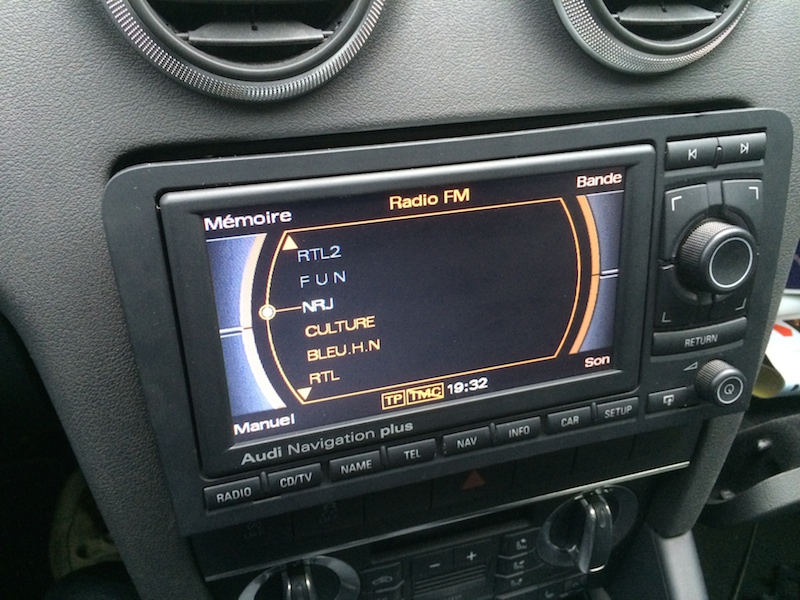 Radio FM
Mémoire
Bande
RTL2
F U N
NRJ
CULTURE
BLEU.H.N
RTL
Manuel
TP TMC 19:32
Son
Audi Navigation plus
RADIO CD/TV NAME TEL NAV INFO CAR SETUP
RETURN